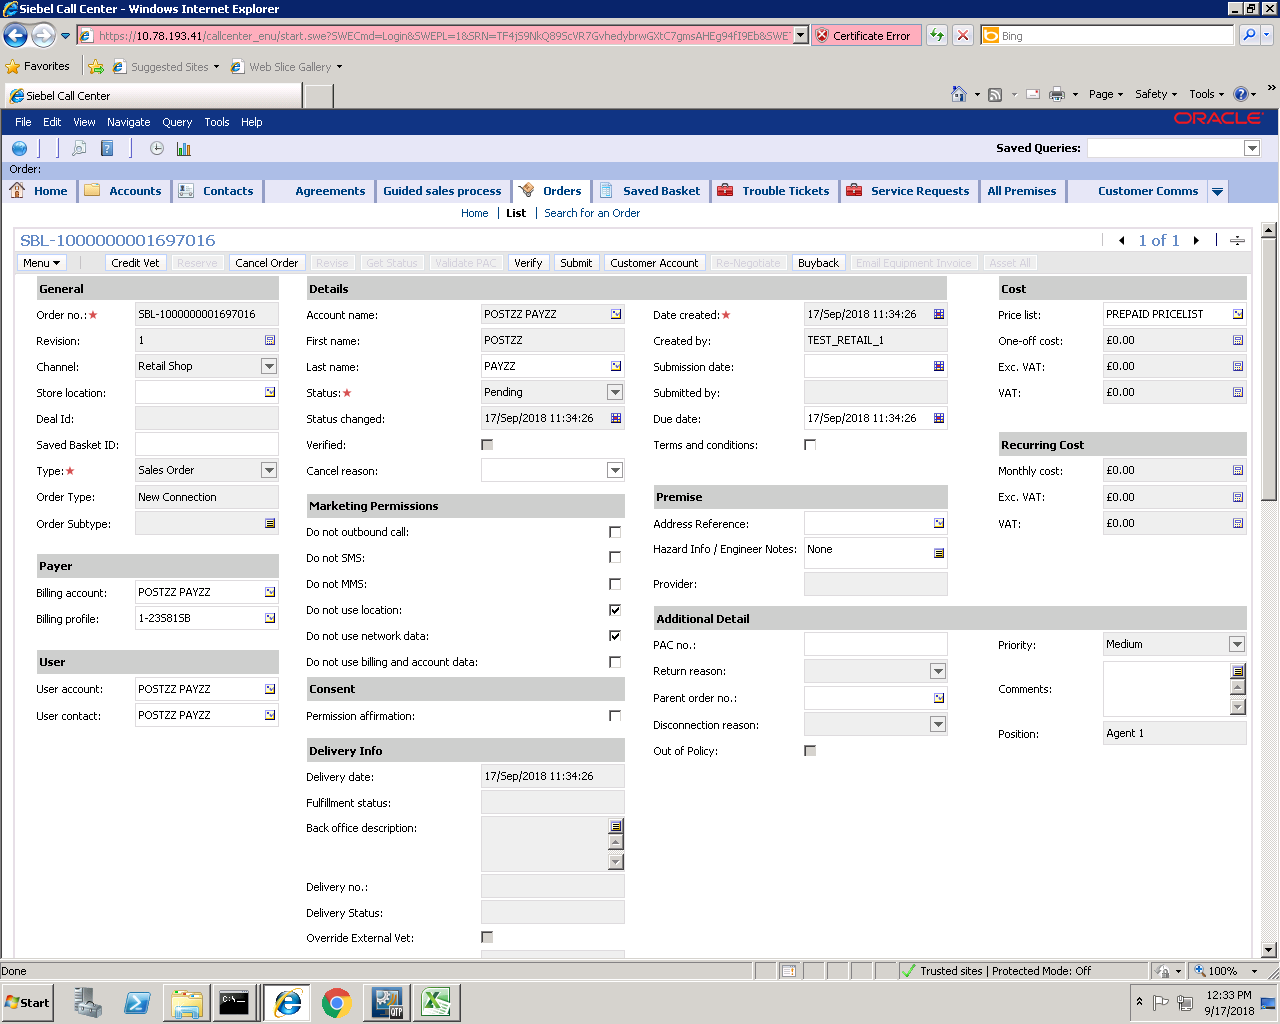 Siebel Call Center - Windows Internet Explorer
https://10.78.193.41/callcenter_enu/start.swe?SWECmd=Login&SWEPL=1&SRN=TF4jS9NkQ89ScVR7GvhedybrwGXtC7gmsAHEg94fI9Eb&SWE
Certificate Error
Bing
Favorites
Suggested Sites
Web Slice Gallery
Siebel Call Center
Page
Safety
Tools
File Edit View Navigate Query Tools Help
ORACLE
Saved Queries:
Order:
Home Accounts Contacts Agreements Guided sales process Orders Saved Basket Trouble Tickets Service Requests All Premises Customer Comms
Home | List | Search for an Order
SBL-1000000001697016
1 of 1
Menu Credit Vet Reserve Cancel Order Revise Get Status Validate PAC Verify Submit Customer Account Re-Negotiate Buyback Email Equipment Invoice Asset All
General
Order no.:★ SBL-1000000001697016
Revision: 1
Channel: Retail Shop
Store location:
Deal Id:
Saved Basket ID:
Type:★ Sales Order
Order Type: New Connection
Order Subtype:
Payer
Billing account: POSTZZ PAYZZ
Billing profile: 1-23S81SB
User
User account: POSTZZ PAYZZ
User contact: POSTZZ PAYZZ
Details
Account name: POSTZZ PAYZZ
First name: POSTZZ
Last name: PAYZZ
Status:★ Pending
Status changed: 17/Sep/2018 11:34:26
Verified:
Cancel reason:
Marketing Permissions
Do not outbound call:
Do not SMS:
Do not MMS:
Do not use location:
Do not use network data:
Do not use billing and account data:
Consent
Permission affirmation:
Delivery Info
Delivery date: 17/Sep/2018 11:34:26
Fulfillment status:
Back office description:
Delivery no.:
Delivery Status:
Override External Vet:
Date created:★ 17/Sep/2018 11:34:26
Created by: TEST_RETAIL_1
Submission date:
Submitted by:
Due date: 17/Sep/2018 11:34:26
Terms and conditions:
Premise
Address Reference:
Hazard Info / Engineer Notes: None
Provider:
Additional Detail
PAC no.:
Return reason:
Parent order no.:
Disconnection reason:
Out of Policy:
Priority: Medium
Comments:
Position: Agent 1
Cost
Price list: PREPAID PRICELIST
One-off cost: £0.00
Exc. VAT: £0.00
VAT: £0.00
Recurring Cost
Monthly cost: £0.00
Exc. VAT: £0.00
VAT: £0.00
Done
Trusted sites | Protected Mode: Off
100%
Start
C:\
QTP
12:33 PM
9/17/2018